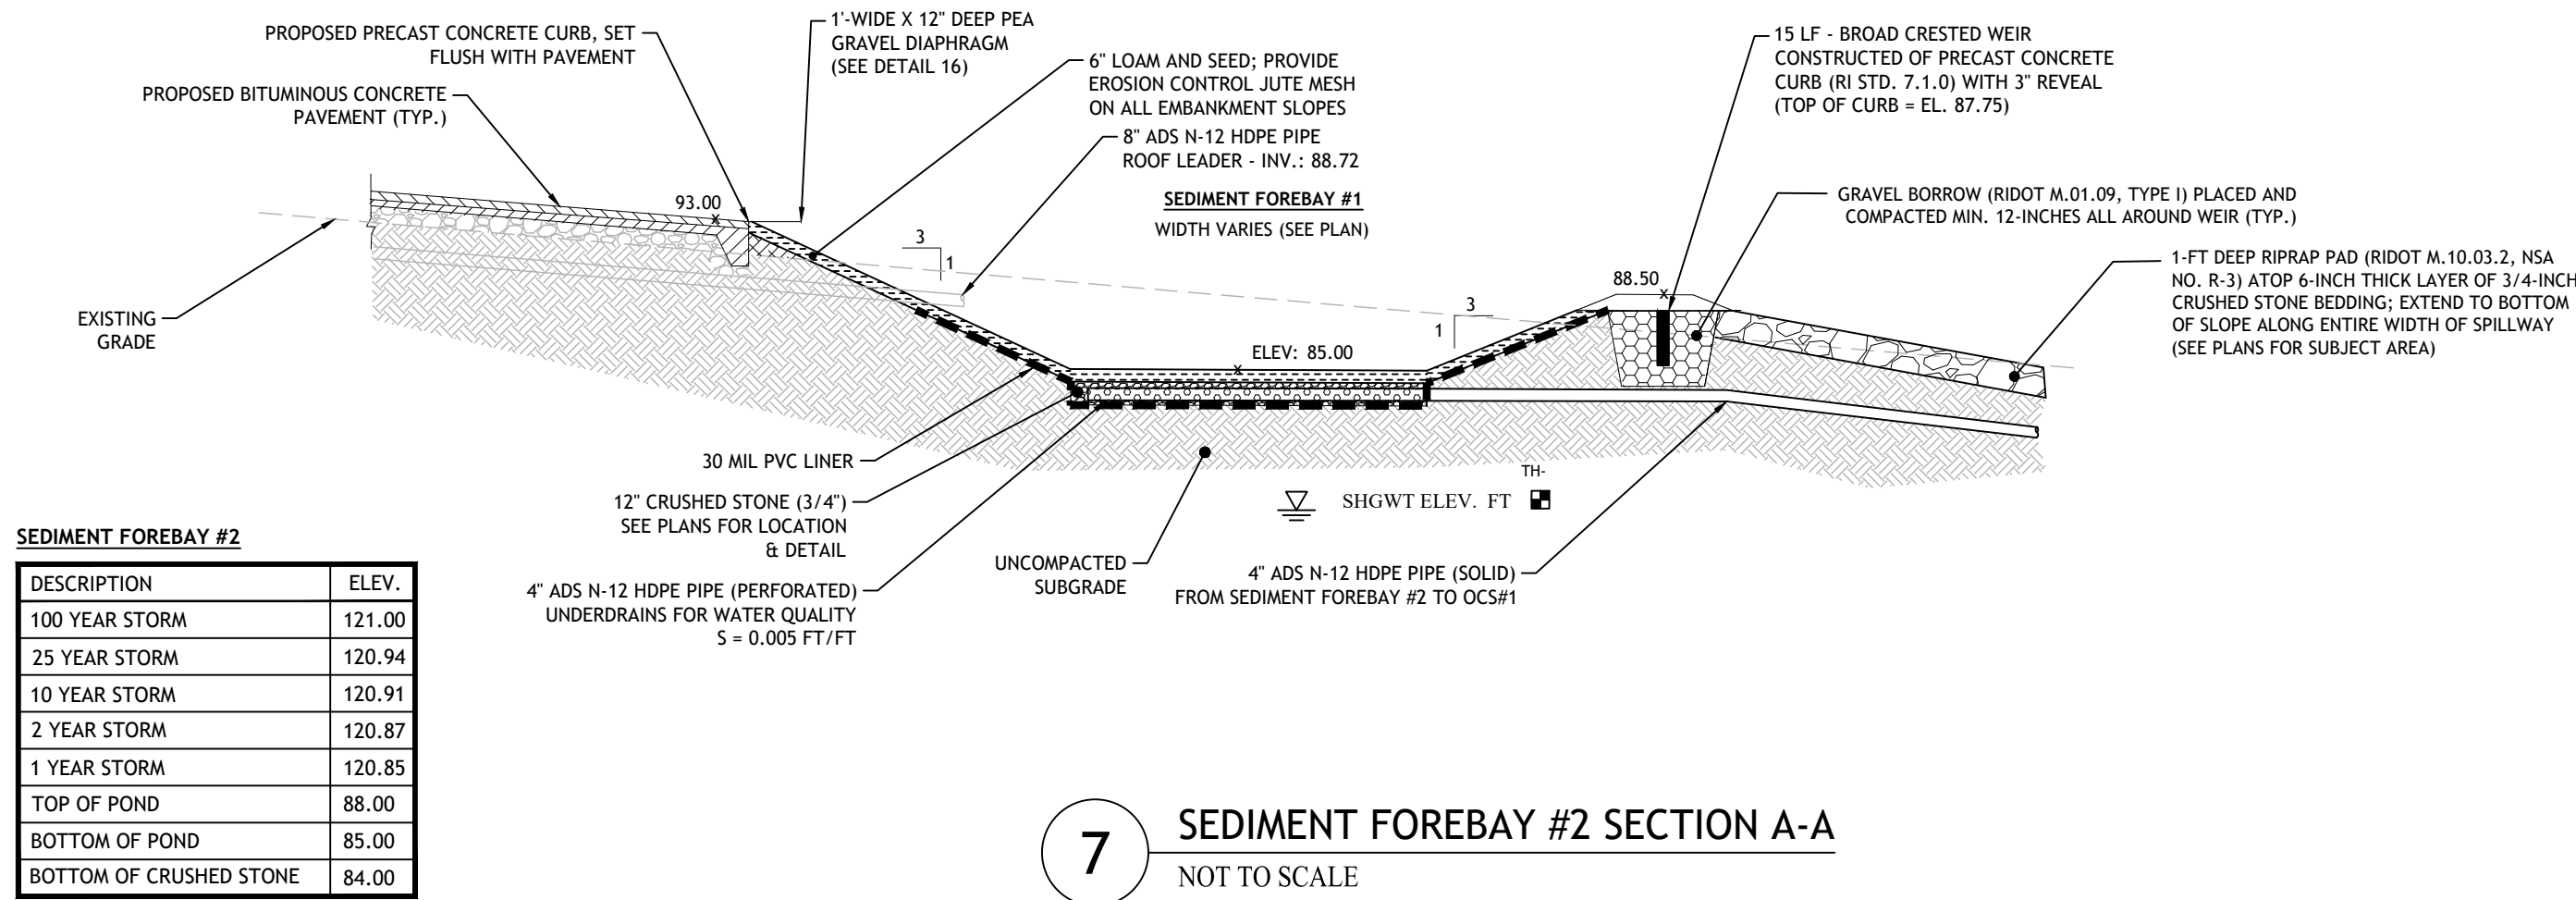 PROPOSED PRECAST CONCRETE CURB, SET
FLUSH WITH PAVEMENT
PROPOSED BITUMINOUS CONCRETE
PAVEMENT (TYP.)
1'-WIDE X 12" DEEP PEA
GRAVEL DIAPHRAGM
(SEE DETAIL 16)
6" LOAM AND SEED; PROVIDE
EROSION CONTROL JUTE MESH
ON ALL EMBANKMENT SLOPES
8" ADS N-12 HDPE PIPE
ROOF LEADER - INV.: 88.72
SEDIMENT FOREBAY #1
WIDTH VARIES (SEE PLAN)
15 LF - BROAD CRESTED WEIR
CONSTRUCTED OF PRECAST CONCRETE
CURB (RI STD. 7.1.0) WITH 3" REVEAL
(TOP OF CURB = EL. 87.75)
GRAVEL BORROW (RIDOT M.01.09, TYPE I) PLACED AND
COMPACTED MIN. 12-INCHES ALL AROUND WEIR (TYP.)
1-FT DEEP RIPRAP PAD (RIDOT M.10.03.2, NSA
NO. R-3) ATOP 6-INCH THICK LAYER OF 3/4-INCH
CRUSHED STONE BEDDING; EXTEND TO BOTTOM
OF SLOPE ALONG ENTIRE WIDTH OF SPILLWAY
(SEE PLANS FOR SUBJECT AREA)
93.00
x
3
1
88.50
x
3
1
EXISTING
GRADE
ELEV: 85.00
x
30 MIL PVC LINER
12" CRUSHED STONE (3/4")
SEE PLANS FOR LOCATION
& DETAIL
4" ADS N-12 HDPE PIPE (PERFORATED)
UNDERDRAINS FOR WATER QUALITY
S = 0.005 FT/FT
TH-
SHGWT ELEV. FT
UNCOMPACTED
SUBGRADE
4" ADS N-12 HDPE PIPE (SOLID)
FROM SEDIMENT FOREBAY #2 TO OCS#1
SEDIMENT FOREBAY #2
DESCRIPTION ELEV.
100 YEAR STORM 121.00
25 YEAR STORM 120.94
10 YEAR STORM 120.91
2 YEAR STORM 120.87
1 YEAR STORM 120.85
TOP OF POND 88.00
BOTTOM OF POND 85.00
BOTTOM OF CRUSHED STONE 84.00
7
SEDIMENT FOREBAY #2 SECTION A-A
NOT TO SCALE